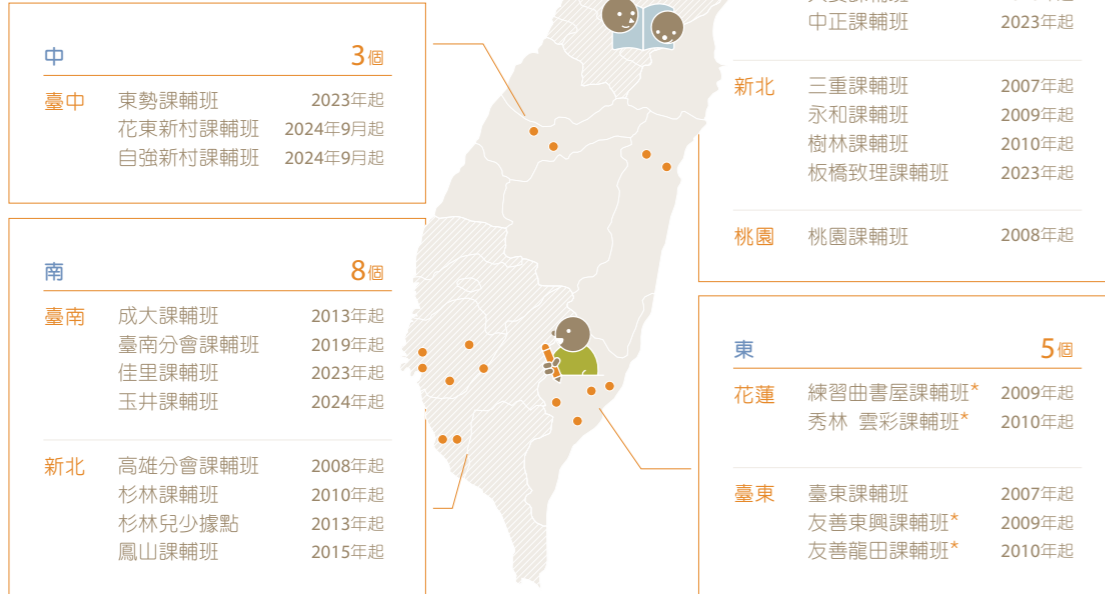 中 3個
臺中 東勢課輔班 2023年起
花東新村課輔班 2024年9月起
自強新村課輔班 2024年9月起
南 8個
臺南 成大課輔班 2013年起
臺南分會課輔班 2019年起
佳里課輔班 2023年起
玉井課輔班 2024年起
新北 高雄分會課輔班 2008年起
杉林課輔班 2010年起
杉林兒少據點 2013年起
鳳山課輔班 2015年起
中正課輔班 2023年起
新北 三重課輔班 2007年起
永和課輔班 2009年起
樹林課輔班 2010年起
板橋致理課輔班 2023年起
桃園 桃園課輔班 2008年起
東 5個
花蓮 練習曲書屋課輔班* 2009年起
秀林 雲彩課輔班* 2010年起
臺東 臺東課輔班 2007年起
友善東興課輔班* 2009年起
友善龍田課輔班* 2010年起